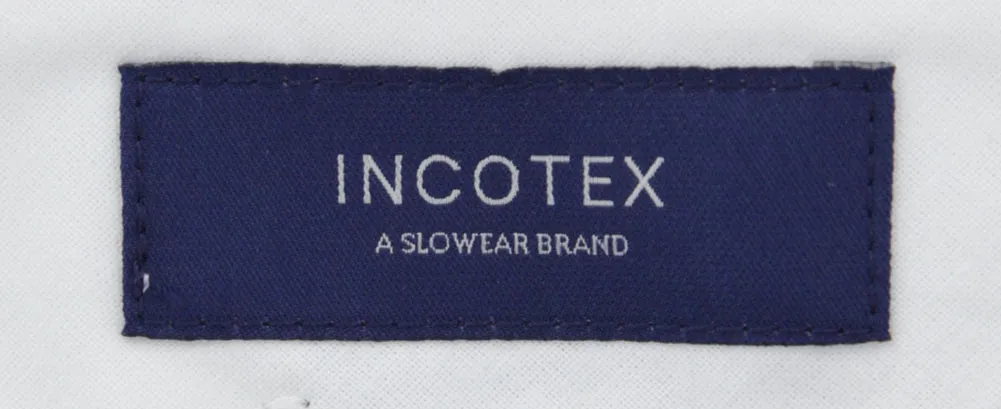 INCOTEX
A SLOWEAR BRAND